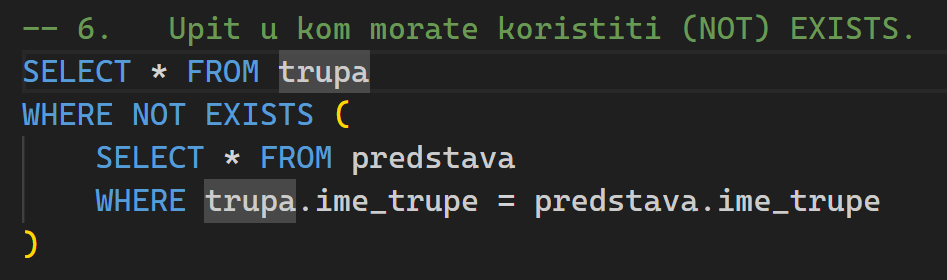 -- 6.   Upit u kom morate koristiti (NOT) EXISTS.
SELECT * FROM trupa
WHERE NOT EXISTS (
    SELECT * FROM predstava
    WHERE trupa.ime_trupe = predstava.ime_trupe
)